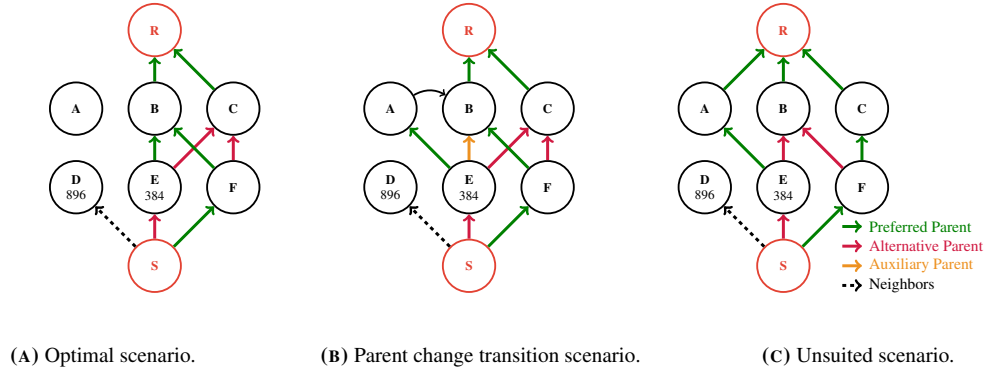 R
A
B
C
D
896
E
384
F
S
R
A
B
C
D
896
E
384
F
S
R
A
B
C
D
896
E
384
F
S
Preferred Parent
Alternative Parent
Auxiliary Parent
Neighbors
(A) Optimal scenario.
(B) Parent change transition scenario.
(C) Unsuited scenario.